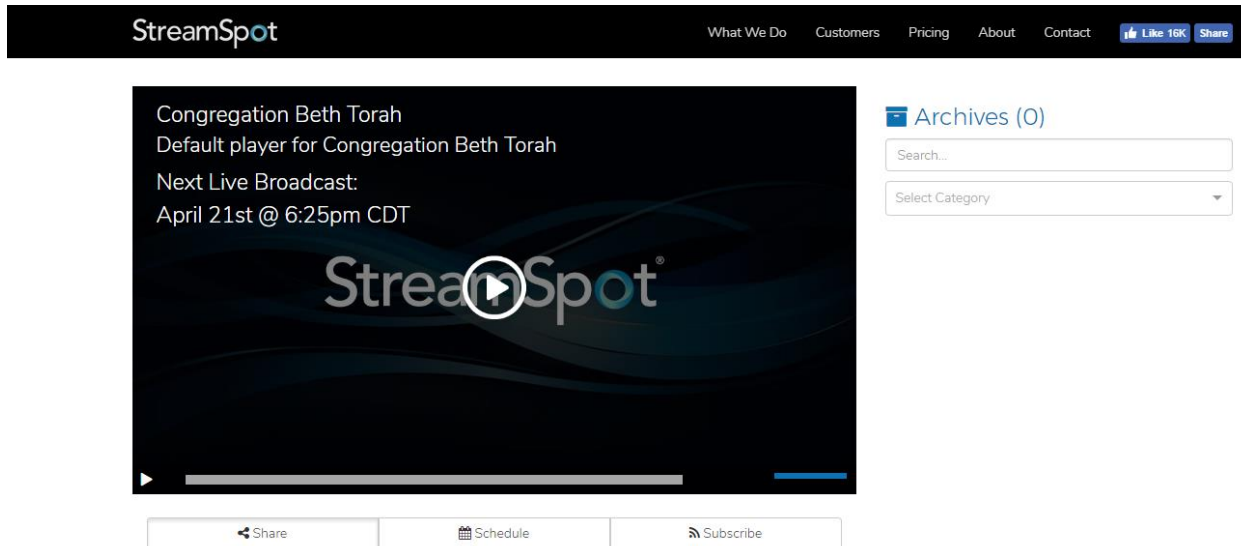 StreamSpot
What We Do Customers Pricing About Contact Like 16K Share
Congregation Beth Torah
Default player for Congregation Beth Torah
Next Live Broadcast:
April 21st @ 6:25pm CDT
StreamSpot®
Archives (0)
Search...
Select Category
Share Schedule Subscribe